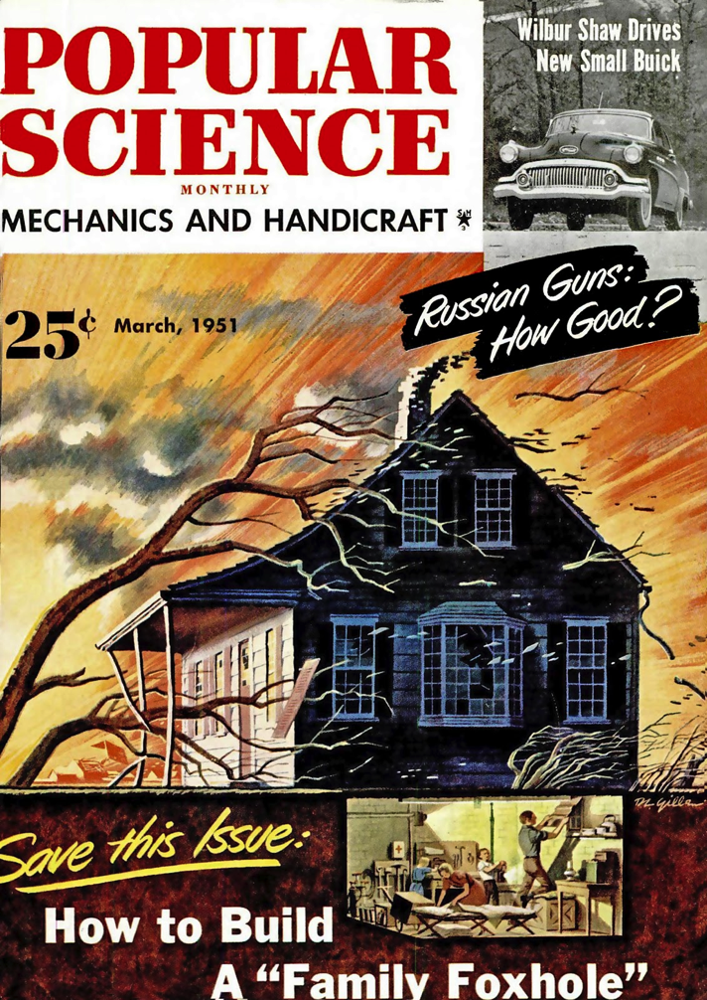 POPULAR
SCIENCE
MONTHLY
MECHANICS AND HANDICRAFT
Wilbur Shaw Drives
New Small Buick
Russian Guns:
How Good?
25¢ March, 1951
Save this Issue:
How to Build
A “Family Foxhole”